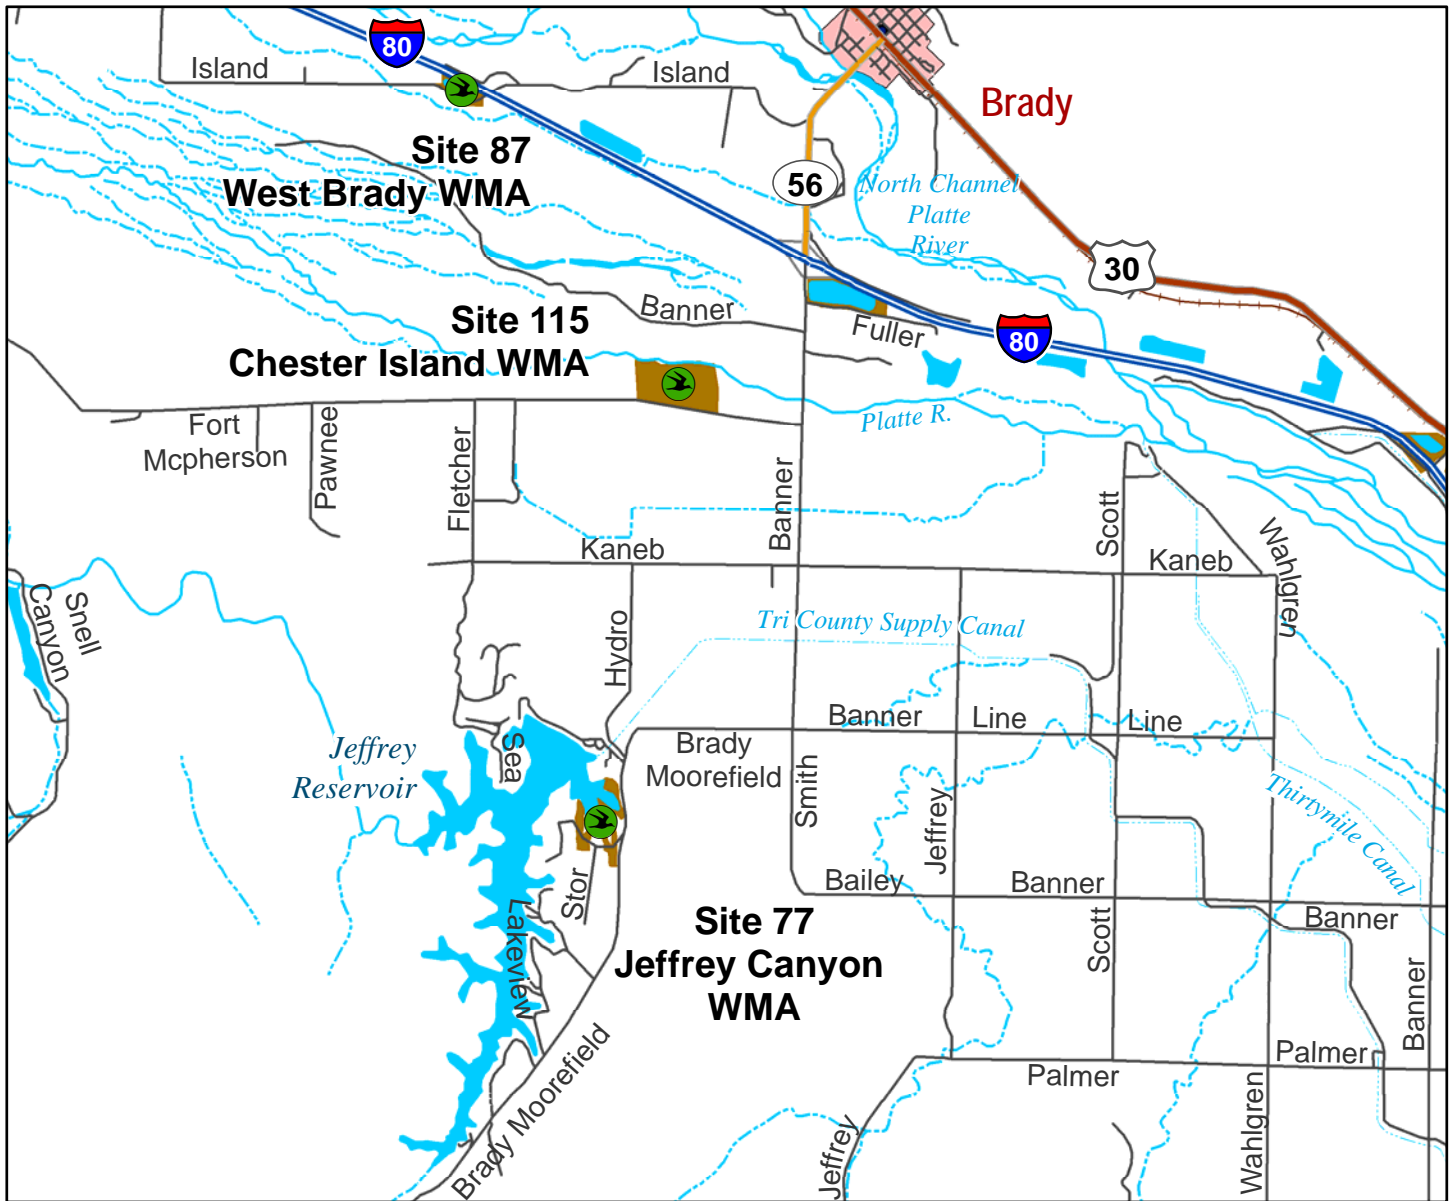 80
Island
Island
Brady
Site 87
West Brady WMA
56
North Channel
Platte
River
30
Banner
Site 115
Chester Island WMA
Fuller
80
Platte R.
Fort
Mcpherson
Pawnee
Fletcher
Banner
Scott
Wahlgren
Kaneb
Kaneb
Snell
Canyon
Hydro
Tri County Supply Canal
Banner
Line
Line
Jeffrey
Reservoir
Sea
Brady
Moorefield
Smith
Jeffrey
Thirtymile Canal
Bailey
Banner
Stor
Lakeview
Site 77
Jeffrey Canyon
WMA
Scott
Banner
Banner
Brady Moorefield
Palmer
Palmer
Jeffrey
Wahlgren